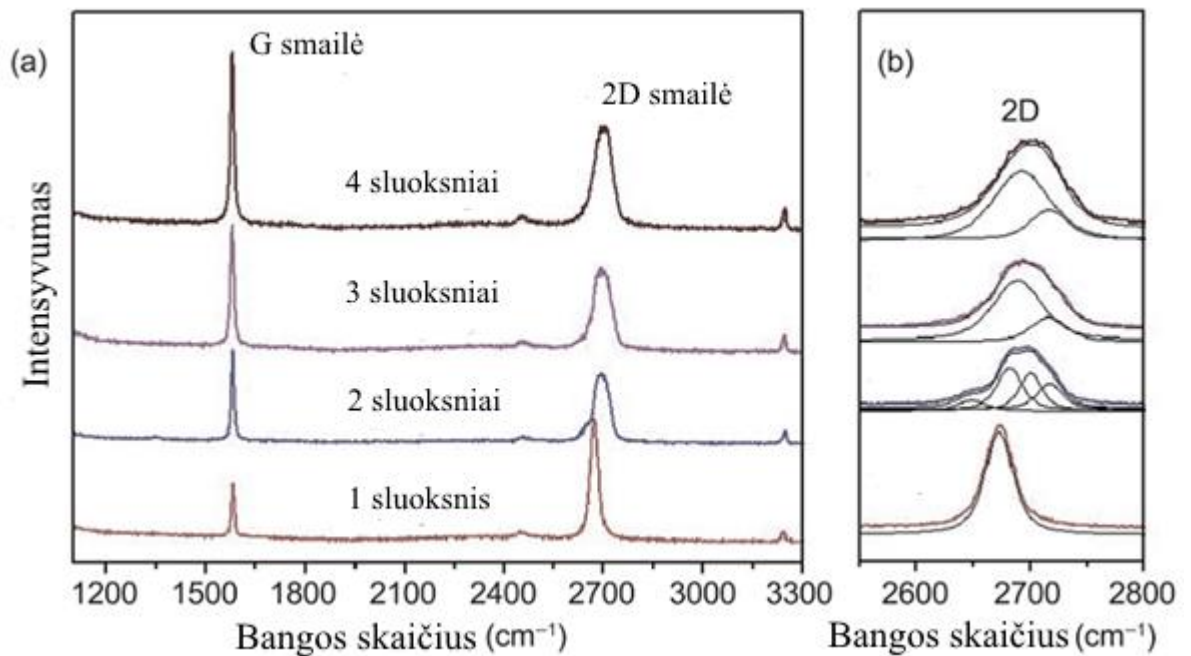 (a)
G smailė
2D smailė
4 sluoksniai
3 sluoksniai
2 sluoksniai
1 sluoksnis
Intensyvumas
1200 1500 1800 2100 2400 2700 3000 3300
Bangos skaičius (cm⁻¹)
(b)
2D
2600 2700 2800
Bangos skaičius (cm⁻¹)